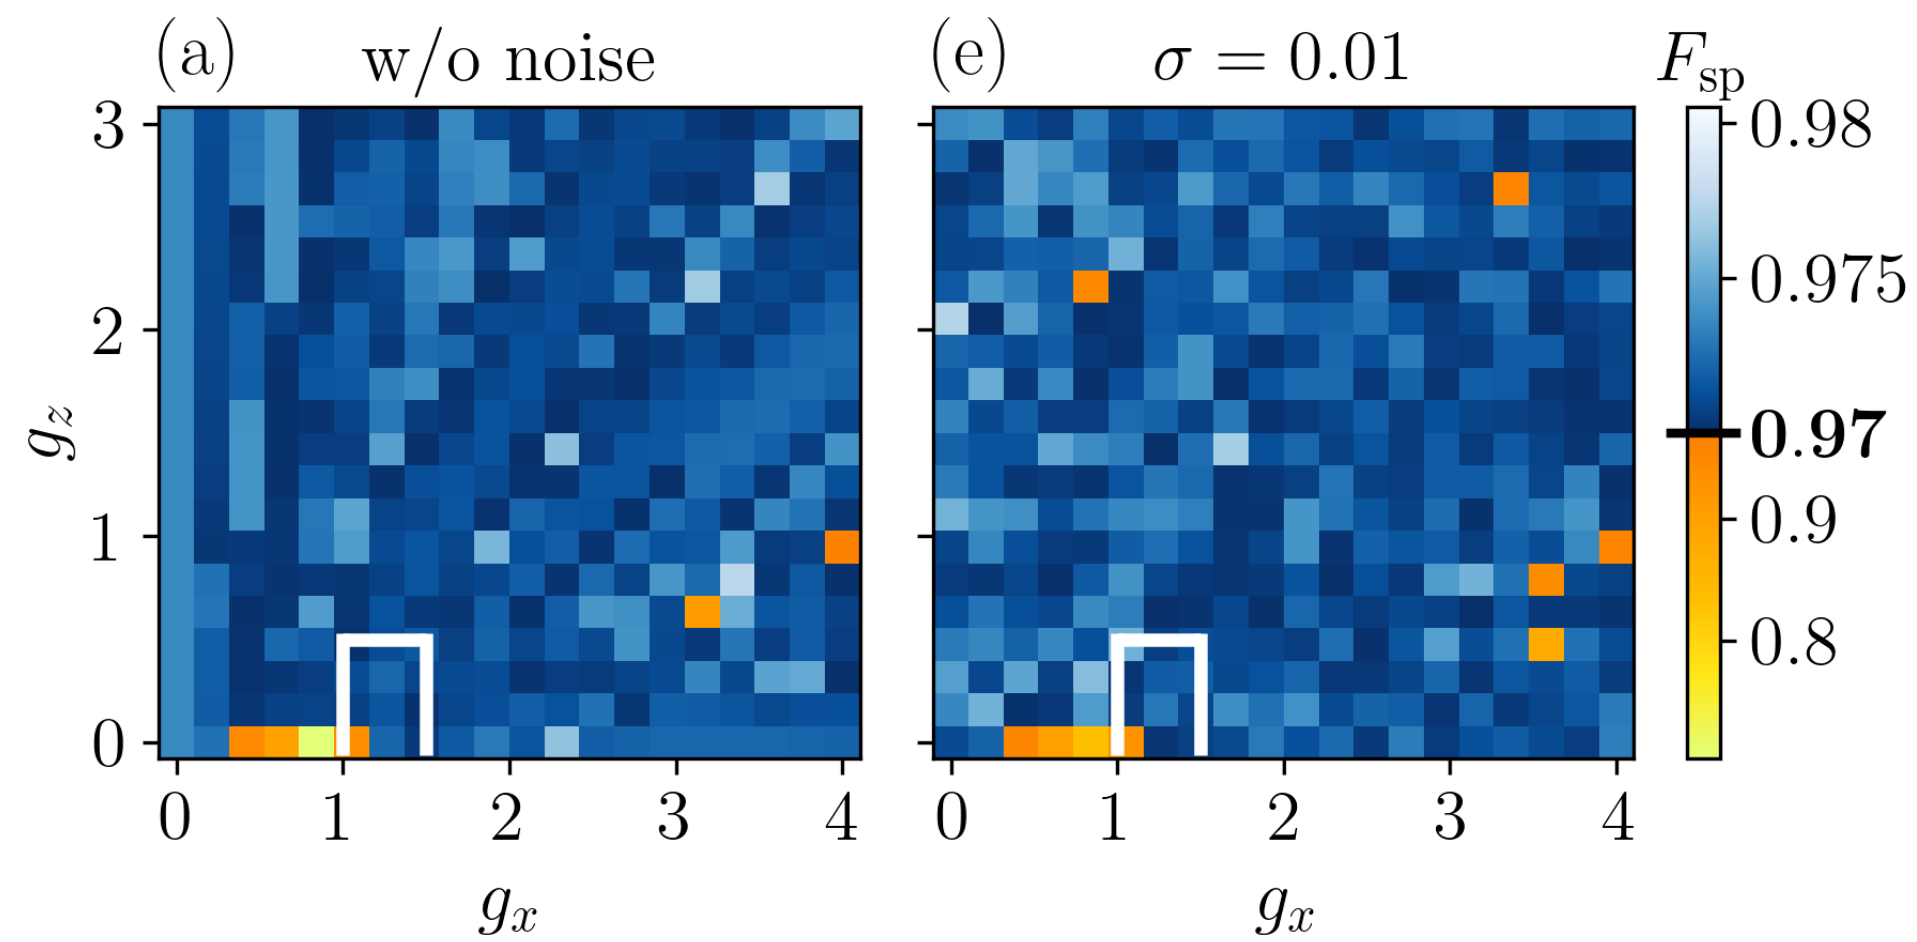 (a) w/o noise
3
2
1
0
g_z
0 1 2 3 4
g_x
(e) σ = 0.01
0 1 2 3 4
g_x
F_sp
0.98
0.975
0.97
0.9
0.8